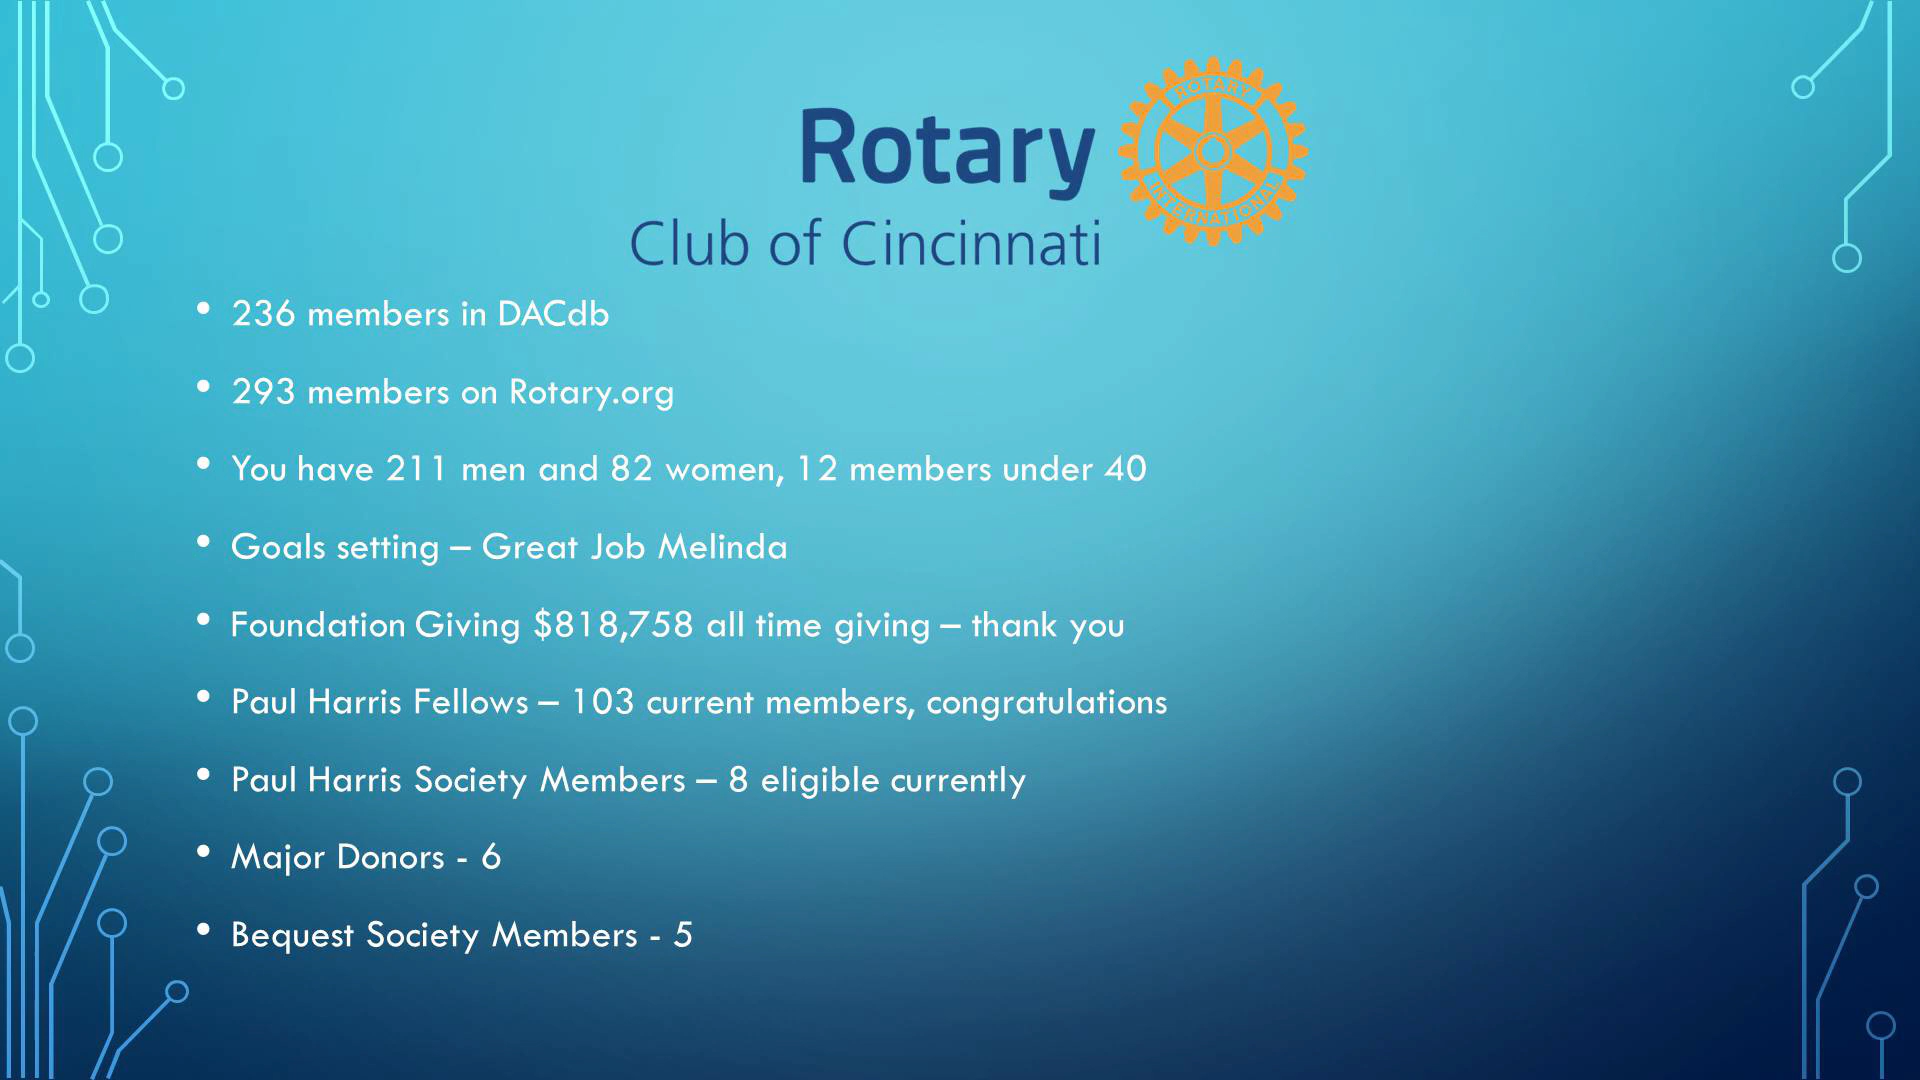 ROTARY
INTERNATIONAL
Rotary
Club of Cincinnati
• 236 members in DACdb
• 293 members on Rotary.org
• You have 211 men and 82 women, 12 members under 40
• Goals setting – Great Job Melinda
• Foundation Giving $818,758 all time giving – thank you
• Paul Harris Fellows – 103 current members, congratulations
• Paul Harris Society Members – 8 eligible currently
• Major Donors - 6
• Bequest Society Members - 5